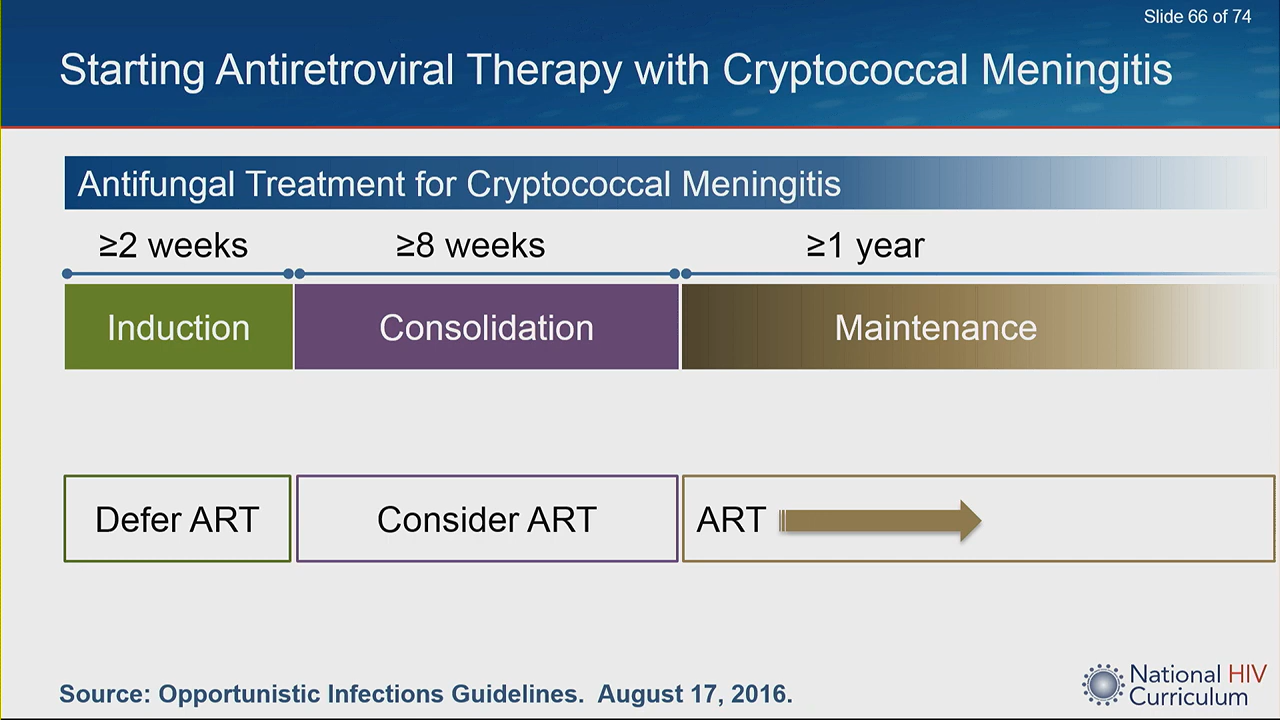 Slide 66 of 74
Starting Antiretroviral Therapy with Cryptococcal Meningitis
Antifungal Treatment for Cryptococcal Meningitis
≥2 weeks
≥8 weeks
≥1 year
Induction
Consolidation
Maintenance
Defer ART
Consider ART
ART
Source: Opportunistic Infections Guidelines. August 17, 2016.
National HIV
Curriculum